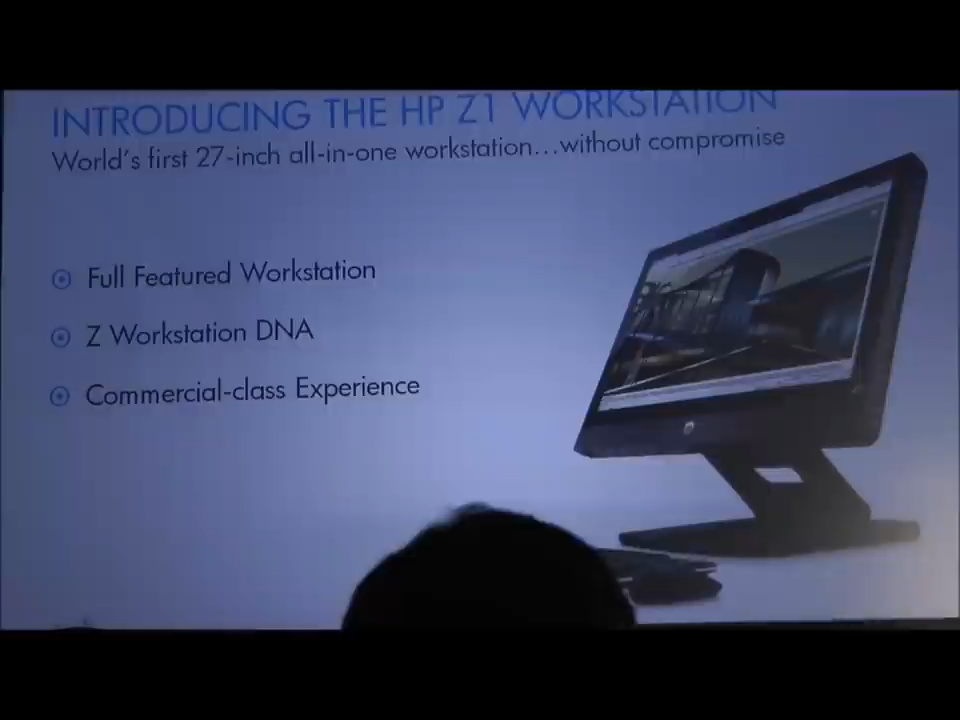 INTRODUCING THE HP Z1 WORKSTATION
World's first 27-inch all-in-one workstation...without compromise
Full Featured Workstation
Z Workstation DNA
Commercial-class Experience